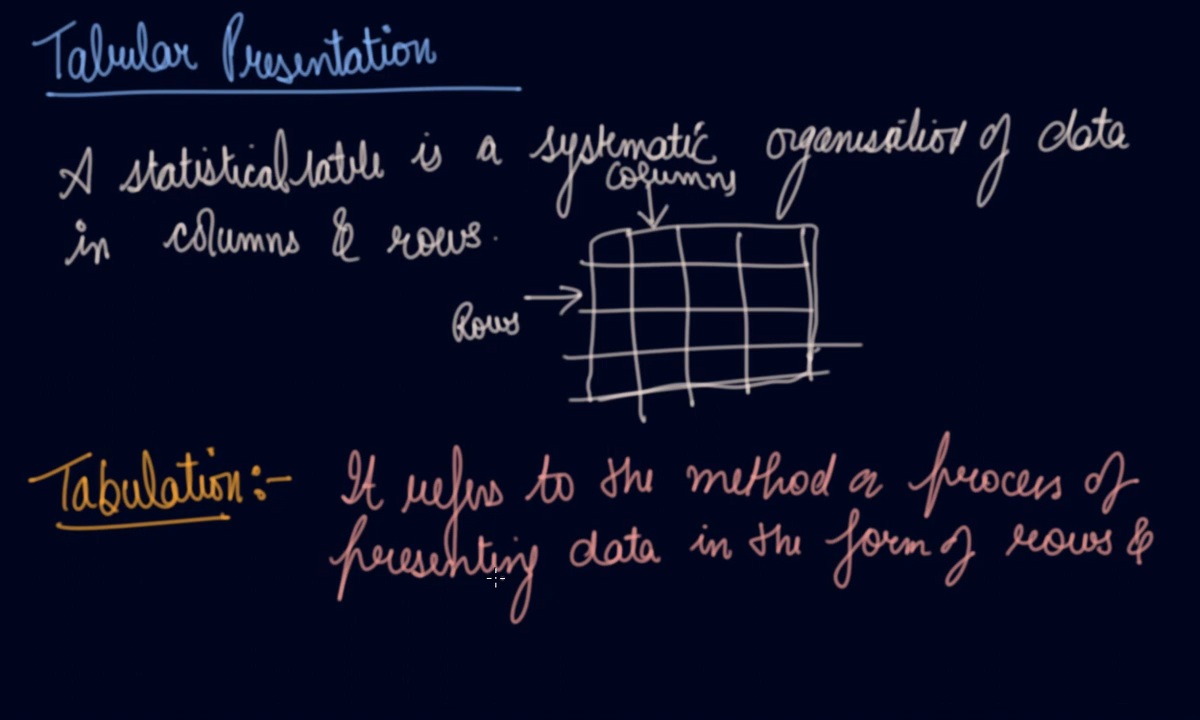 Tabular Presentation
A statistical table is a systematic organisation of data
columns
in columns & rows.
Rows
Tabulation:- It refers to the method or process of
presenting data in the form of rows &